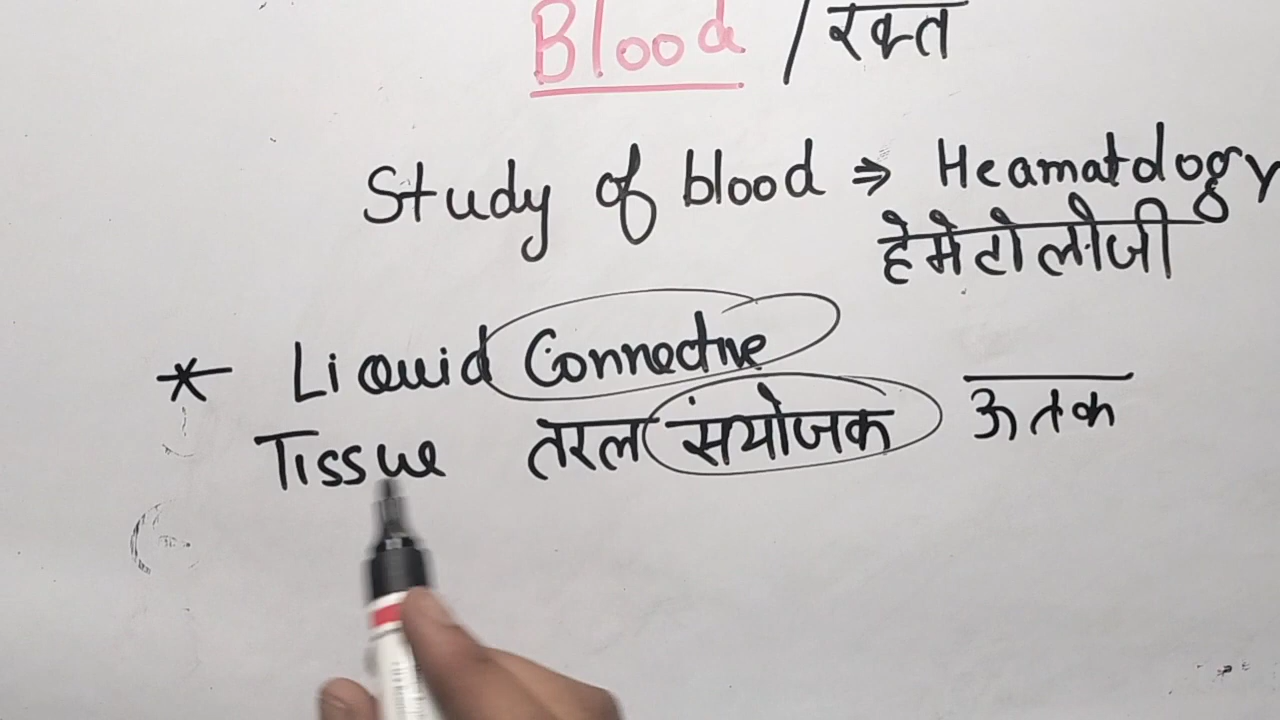 Blood / रक्त
Study of blood ⇒ Heamatology
हेमेटोलॉजी
* Liquid Connective
Tissue तरल संयोजक ऊतक